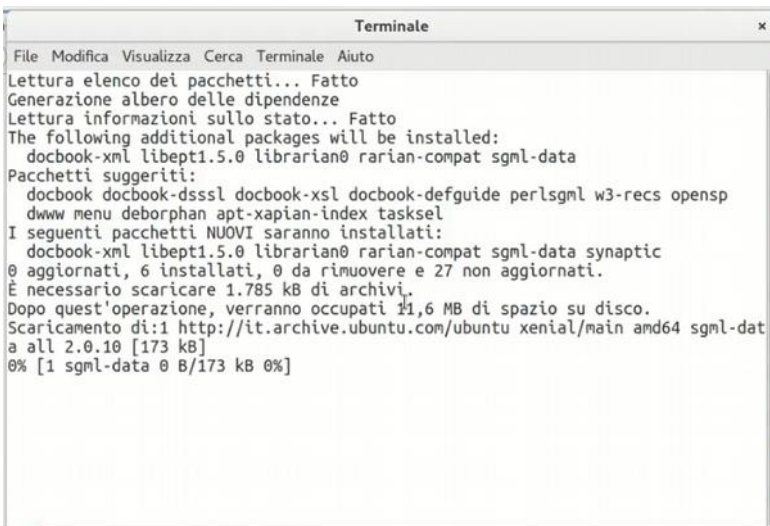 Terminale ×
File Modifica Visualizza Cerca Terminale Aiuto
Lettura elenco dei pacchetti... Fatto
Generazione albero delle dipendenze
Lettura informazioni sullo stato... Fatto
The following additional packages will be installed:
docbook-xml libept1.5.0 librarian0 rarian-compat sgml-data
Pacchetti suggeriti:
docbook docbook-dsssl docbook-xsl docbook-defguide perlsgml w3-recs opensp
dwww menu deborphan apt-xapian-index tasksel
I seguenti pacchetti NUOVI saranno installati:
docbook-xml libept1.5.0 librarian0 rarian-compat sgml-data synaptic
0 aggiornati, 6 installati, 0 da rimuovere e 27 non aggiornati.
È necessario scaricare 1.785 kB di archivi.
Dopo quest'operazione, verranno occupati 11,6 MB di spazio su disco.
Scaricamento di:1 http://it.archive.ubuntu.com/ubuntu xenial/main amd64 sgml-dat
a all 2.0.10 [173 kB]
0% [1 sgml-data 0 B/173 kB 0%]